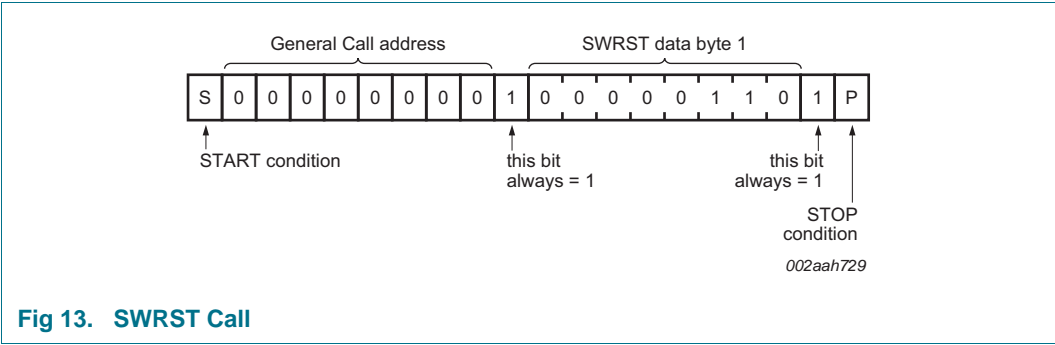 General Call address SWRST data byte 1
S 0 0 0 0 0 0 0 0 1 0 0 0 0 0 1 1 0 1 P
START condition this bit this bit
always = 1 always = 1
STOP
condition
002aah729
Fig 13. SWRST Call